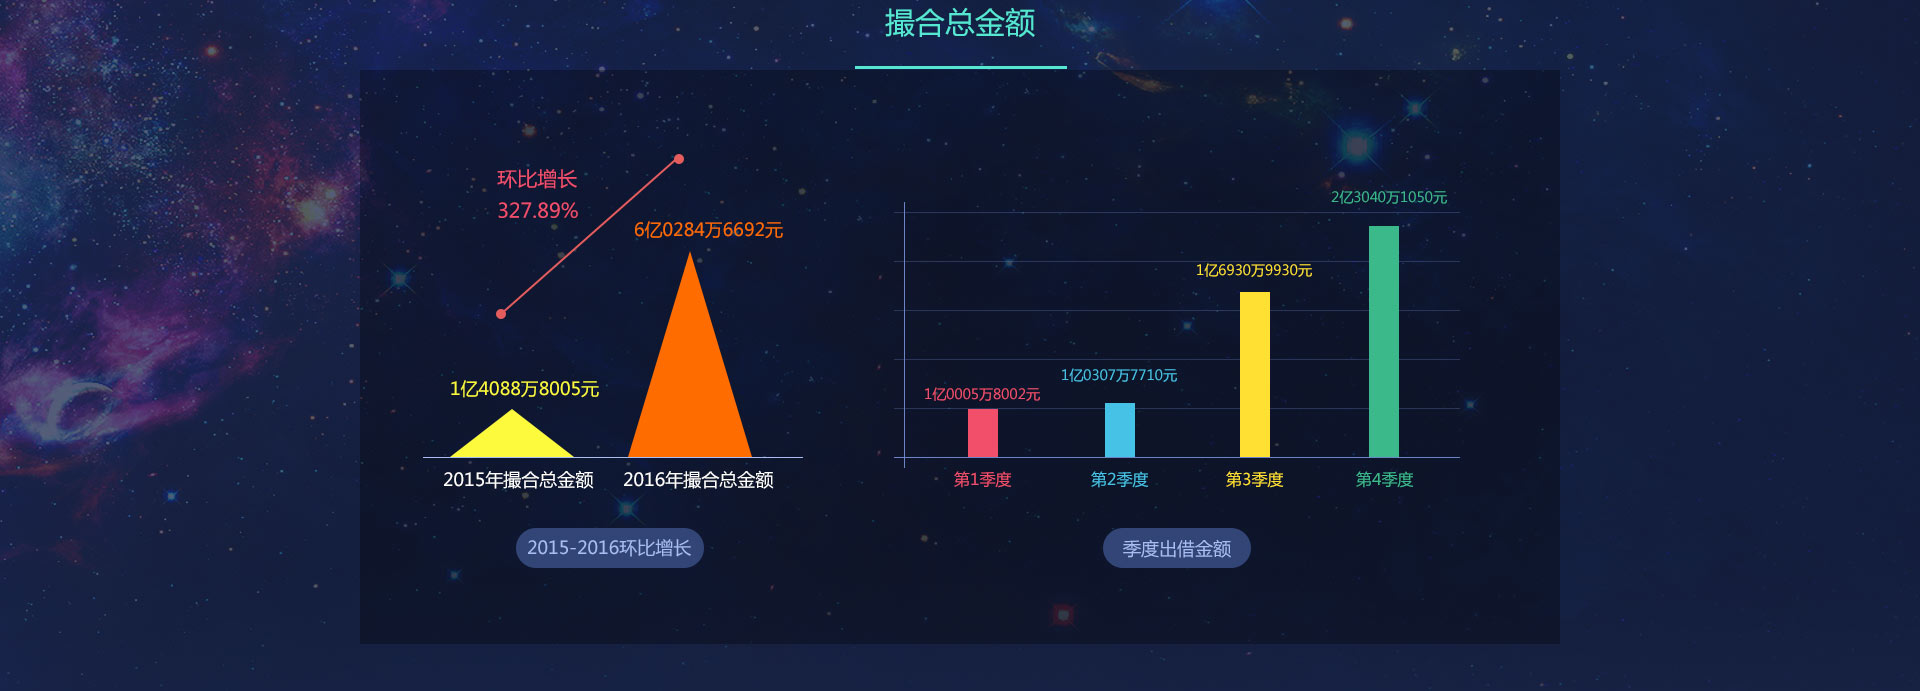 撮合总金额
环比增长
327.89%
6亿0284万6692元
1亿4088万8005元
2015年撮合总金额
2016年撮合总金额
2015-2016环比增长
2亿3040万1050元
1亿6930万9930元
1亿0307万7710元
1亿0005万8002元
第1季度
第2季度
第3季度
第4季度
季度出借金额